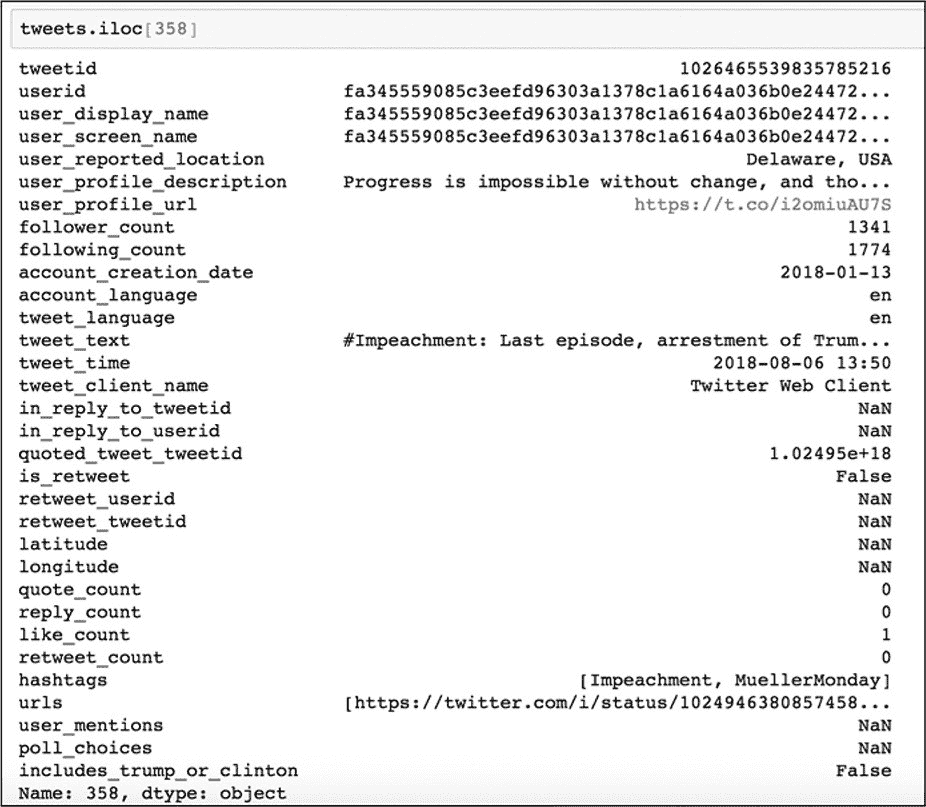 tweets.iloc[358]
tweetid 1026465539835785216
userid fa345559085c3eefd96303a1378c1a6164a036b0e24472...
user_display_name fa345559085c3eefd96303a1378c1a6164a036b0e24472...
user_screen_name fa345559085c3eefd96303a1378c1a6164a036b0e24472...
user_reported_location Delaware, USA
user_profile_description Progress is impossible without change, and tho...
user_profile_url https://t.co/i2omiuAU7S
follower_count 1341
following_count 1774
account_creation_date 2018-01-13
account_language en
tweet_language en
tweet_text #Impeachment: Last episode, arrestment of Trum...
tweet_time 2018-08-06 13:50
tweet_client_name Twitter Web Client
in_reply_to_tweetid NaN
in_reply_to_userid NaN
quoted_tweet_tweetid 1.02495e+18
is_retweet False
retweet_userid NaN
retweet_tweetid NaN
latitude NaN
longitude NaN
quote_count 0
reply_count 0
like_count 1
retweet_count 0
hashtags [Impeachment, MuellerMonday]
urls [https://twitter.com/i/status/1024946380857458...
user_mentions NaN
poll_choices NaN
includes_trump_or_clinton False
Name: 358, dtype: object